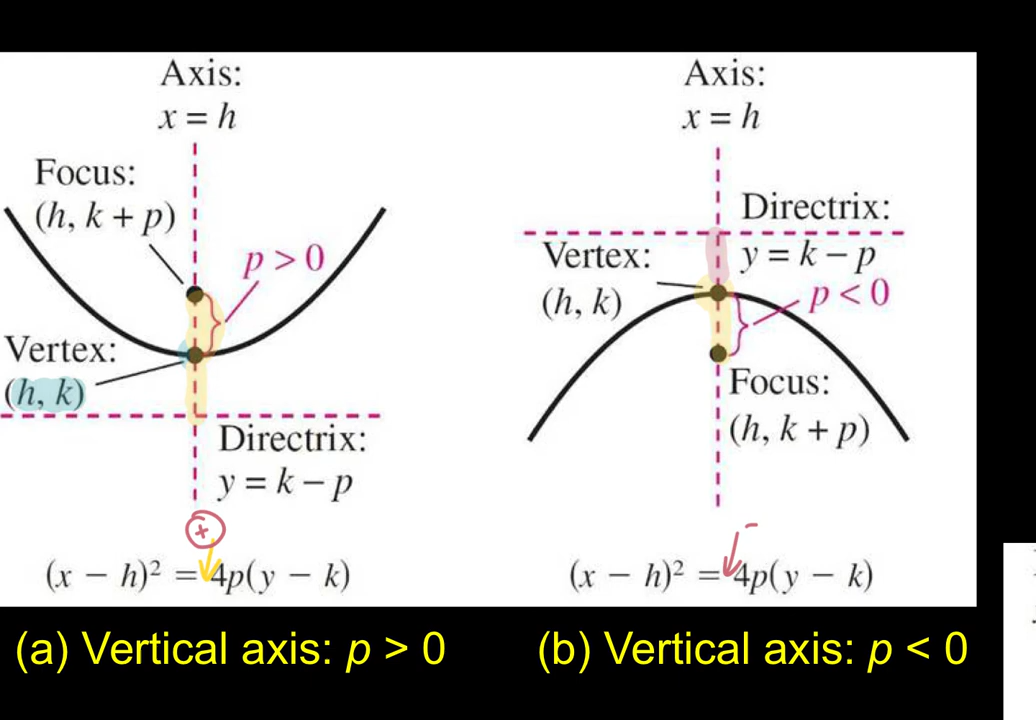 Axis:
x = h
Focus:
(h, k + p)
p > 0
Vertex:
(h, k)
Directrix:
y = k − p
+
(x − h)² = 4p(y − k)
(a) Vertical axis: p > 0
Axis:
x = h
Directrix:
y = k − p
Vertex:
(h, k)
p < 0
Focus:
(h, k + p)
-
(x − h)² = 4p(y − k)
(b) Vertical axis: p < 0